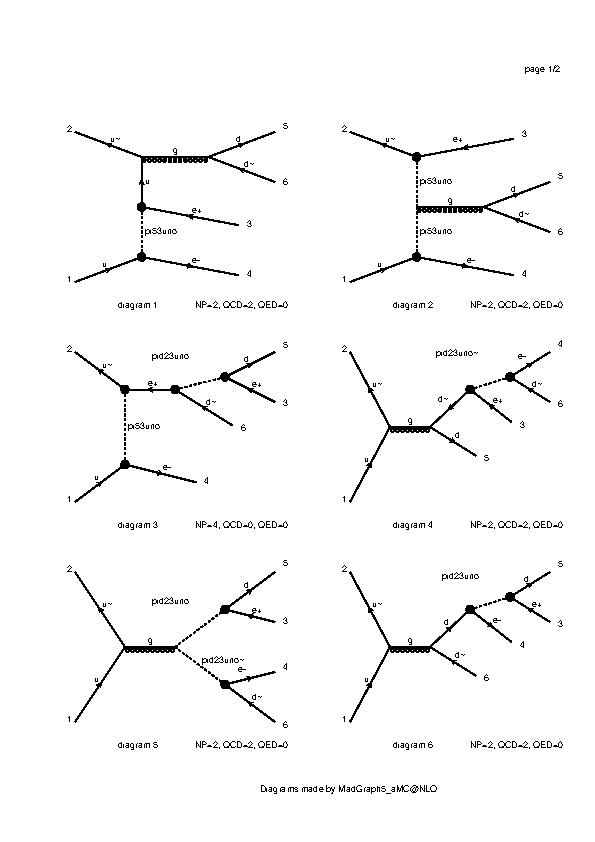 page 1/2
2
u~
g
d
5
d~
6
u
e+
3
pi53uno
u
e-
1
4
diagram 1 NP=2, QCD=2, QED=0
2
u~
e+
3
pi53uno
g
d
5
d~
6
pi53uno
u
e-
1
4
diagram 2 NP=2, QCD=2, QED=0
2
u~
pid23uno
d
5
e+
e+
3
d~
6
pi53uno
u
e-
1
4
diagram 3 NP=4, QCD=0, QED=0
2
u~
pid23uno~
e-
4
d~
6
d~
e+
3
g
d
5
u
1
diagram 4 NP=2, QCD=2, QED=0
2
u~
pid23uno
d
5
e+
3
g
pid23uno~
e-
4
d~
6
u
1
diagram 5 NP=2, QCD=2, QED=0
2
u~
pid23uno
d
5
e+
3
d
e-
4
g
d~
6
u
1
diagram 6 NP=2, QCD=2, QED=0
Diagrams made by MadGraph5_aMC@NLO